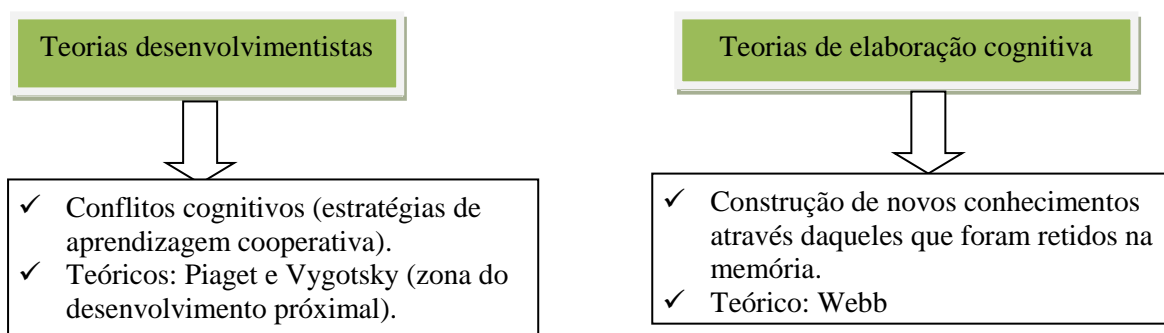 Teorias desenvolvimentistas
✓ Conflitos cognitivos (estratégias de
aprendizagem cooperativa).
✓ Teóricos: Piaget e Vygotsky (zona do
desenvolvimento próximal).
Teorias de elaboração cognitiva
✓ Construção de novos conhecimentos
através daqueles que foram retidos na
memória.
✓ Teórico: Webb